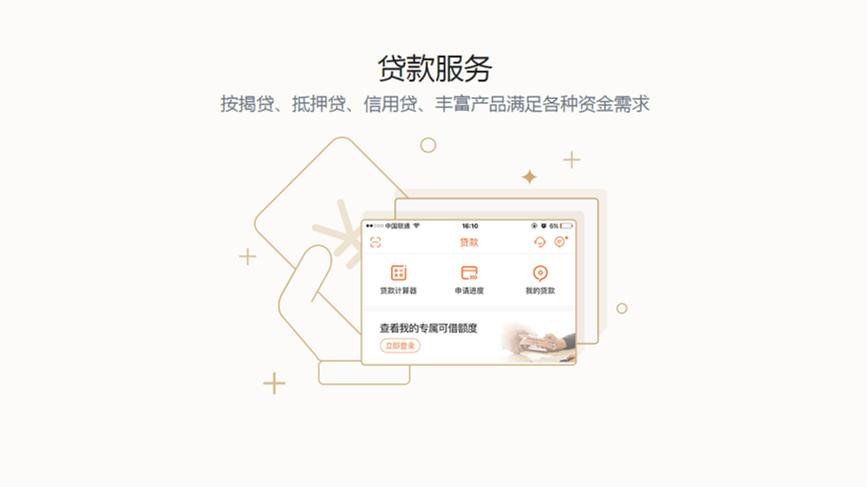 贷款服务
按揭贷、抵押贷、信用贷、丰富产品满足各种资金需求
中国联通 16:10 6%
贷款
贷款计算器 申请进度 我的贷款
查看我的专属可借额度
立即登录